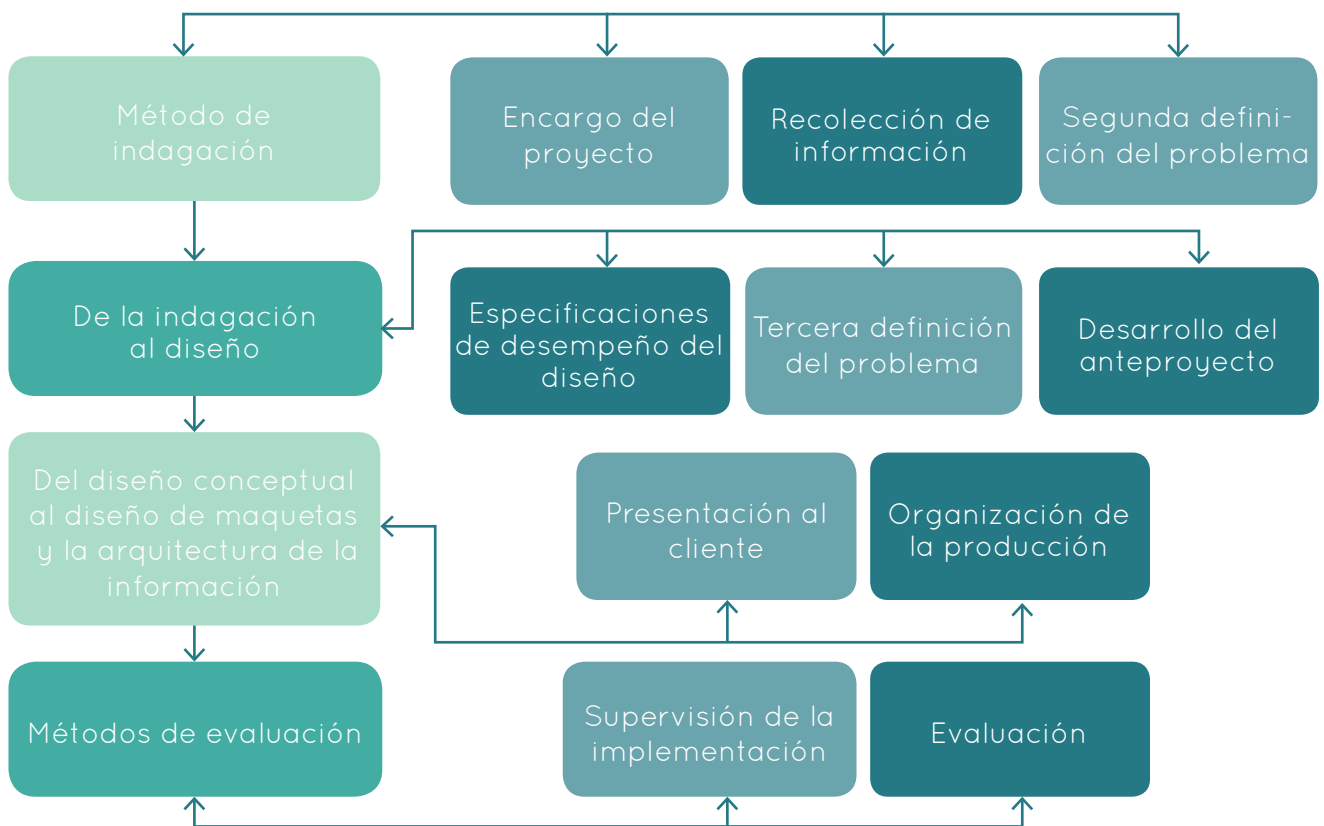 Método de
indagación
Encargo del
proyecto
Recolección de
información
Segunda defini-
ción del problema
De la indagación
al diseño
Especificaciones
de desempeño del
diseño
Tercera definición
del problema
Desarrollo del
anteproyecto
Del diseño conceptual
al diseño de maquetas
y la arquitectura de la
información
Presentación al
cliente
Organización de
la producción
Métodos de evaluación
Supervisión de la
implementación
Evaluación